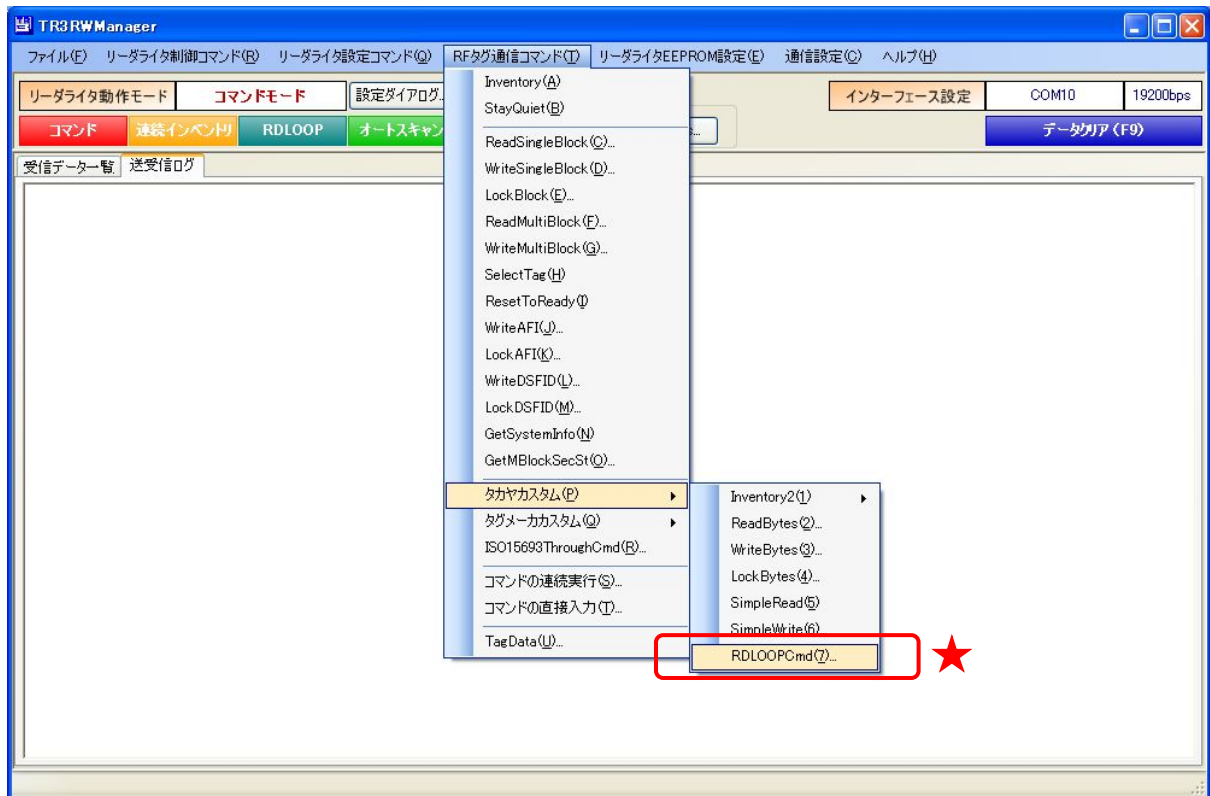 TR3RWManager
ファイル(F) リーダライタ制御コマンド(R) リーダライタ設定コマンド(Q) RFタグ通信コマンド(T) リーダライタEEPROM設定(E) 通信設定(C) ヘルプ(H)
リーダライタ動作モード コマンドモード 設定ダイアログ.. インターフェース設定 COM10 19200bps
コマンド 連続インベントリ RDLOOP オートスキャン データクリア(F9)
受信データ一覧 送受信ログ
Inventory(A)
StayQuiet(B)
ReadSingleBlock(C)...
WriteSingleBlock(D)...
LockBlock(E)...
ReadMultiBlock(F)...
WriteMultiBlock(G)...
SelectTag(H)
ResetToReady(I)
WriteAFI(J)...
LockAFI(K)...
WriteDSFID(L)...
LockDSFID(M)...
GetSystemInfo(N)
GetMBlockSecSt(O)...
タカヤカスタム(P)
タグメーカカスタム(Q)
ISO15693ThroughCmd(R)...
コマンドの連続実行(S)...
コマンドの直接入力(T)...
TagData(U)...
Inventory2(1)
ReadBytes(2)...
WriteBytes(3)...
LockBytes(4)...
SimpleRead(5)
SimpleWrite(6)...
RDLOOPCmd(7)...